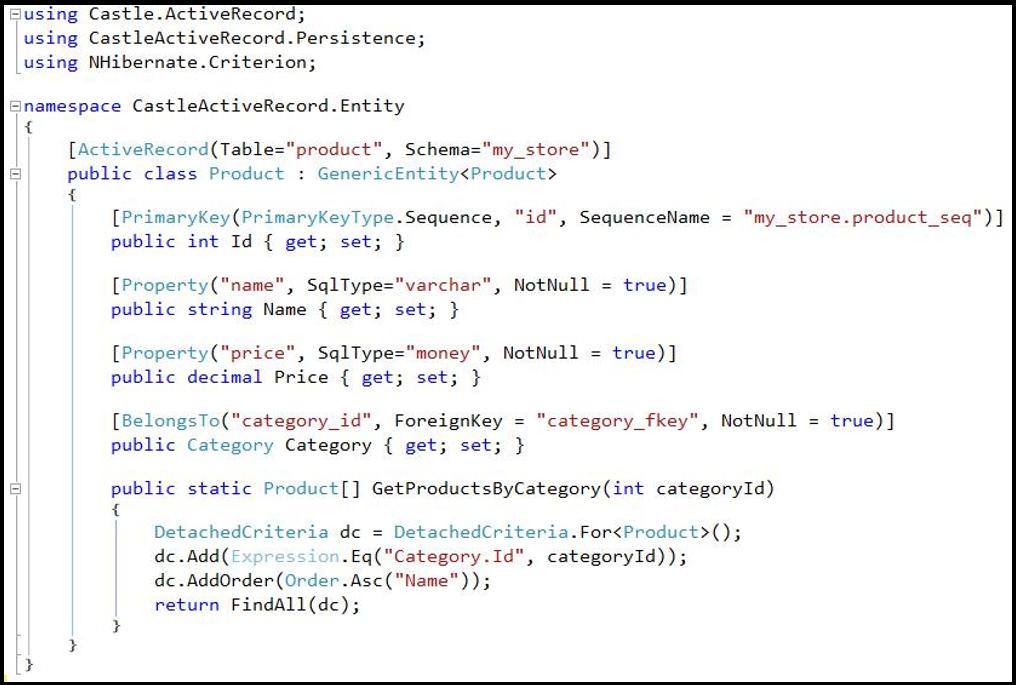 using Castle.ActiveRecord;
using CastleActiveRecord.Persistence;
using NHibernate.Criterion;

namespace CastleActiveRecord.Entity
{
    [ActiveRecord(Table="product", Schema="my_store")]
    public class Product : GenericEntity<Product>
    {
        [PrimaryKey(PrimaryKeyType.Sequence, "id", SequenceName = "my_store.product_seq")]
        public int Id { get; set; }

        [Property("name", SqlType="varchar", NotNull = true)]
        public string Name { get; set; }

        [Property("price", SqlType="money", NotNull = true)]
        public decimal Price { get; set; }

        [BelongsTo("category_id", ForeignKey = "category_fkey", NotNull = true)]
        public Category Category { get; set; }

        public static Product[] GetProductsByCategory(int categoryId)
        {
            DetachedCriteria dc = DetachedCriteria.For<Product>();
            dc.Add(Expression.Eq("Category.Id", categoryId));
            dc.AddOrder(Order.Asc("Name"));
            return FindAll(dc);
        }
    }
}